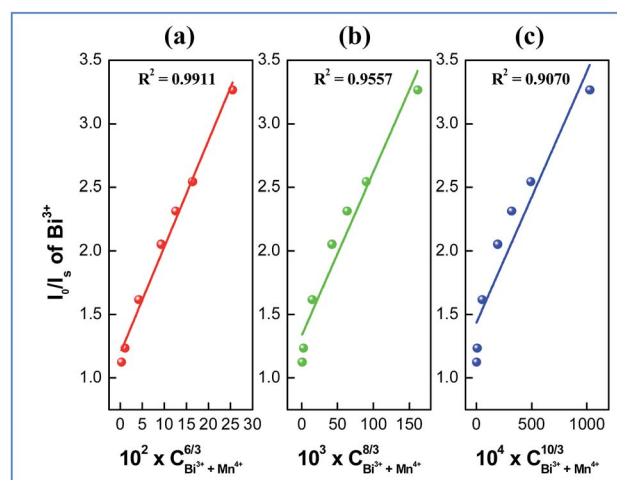 (a) (b) (c)
R² = 0.9911 R² = 0.9557 R² = 0.9070
3.5
3.0
2.5
2.0
1.5
1.0
I₀/Iₛ of Bi³⁺
0 5 10 15 20 25 30 0 50 100 150 0 500 1000
10² x C^{6/3}_{Bi³⁺ + Mn⁴⁺} 10³ x C^{8/3}_{Bi³⁺ + Mn⁴⁺} 10⁴ x C^{10/3}_{Bi³⁺ + Mn⁴⁺}